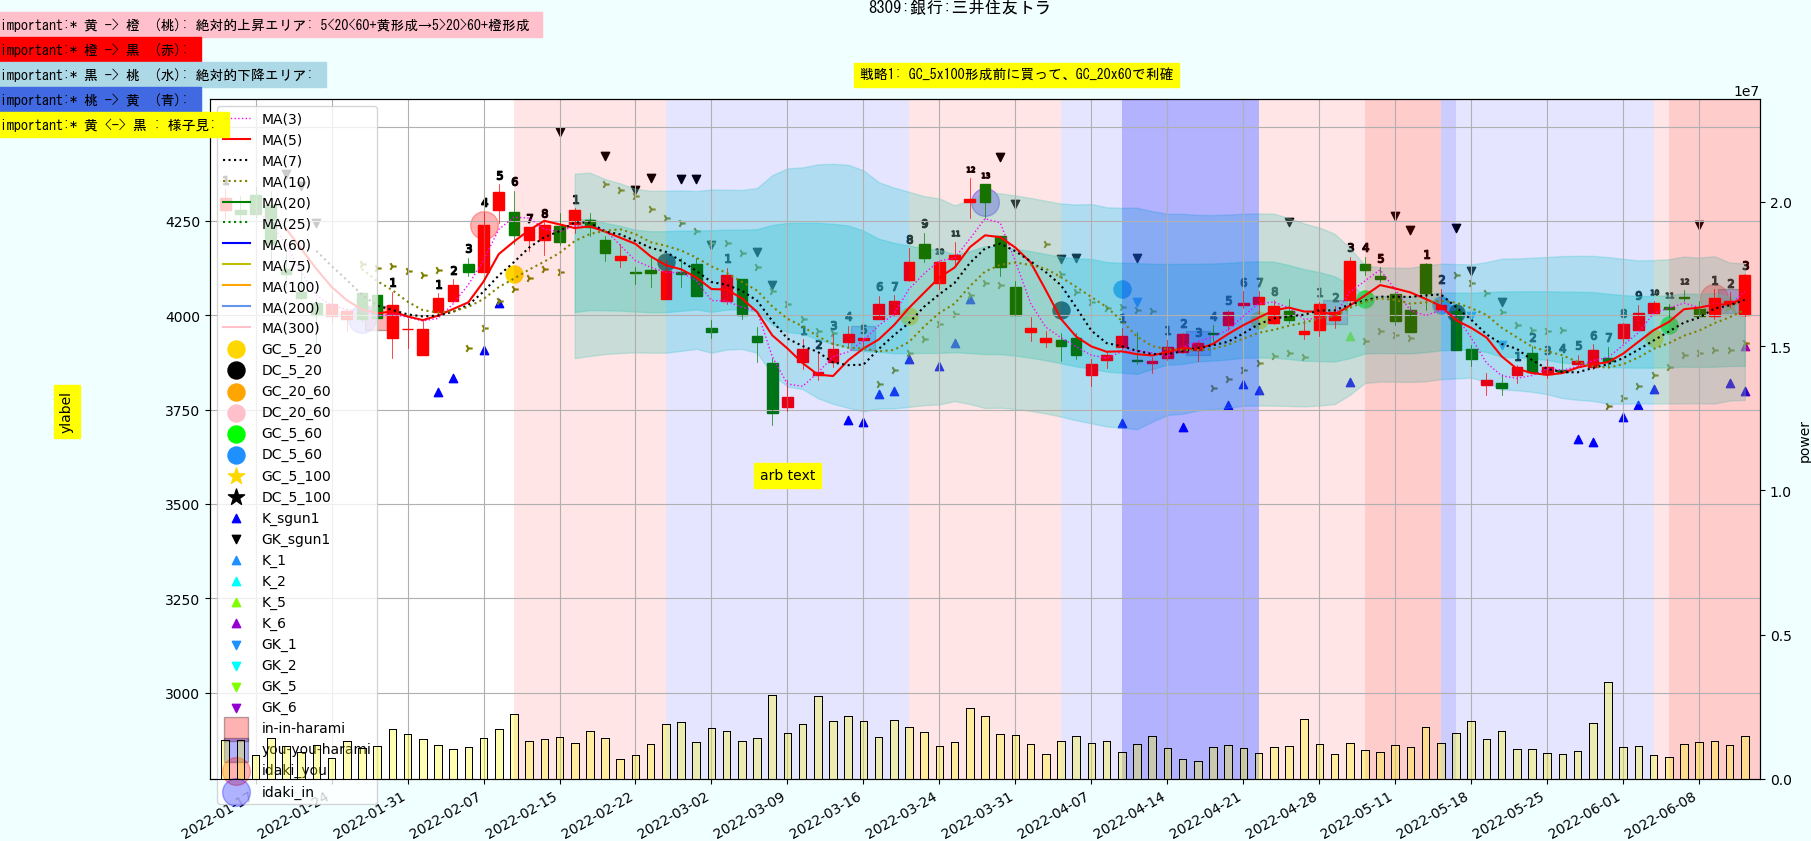 8309:銀行:三井住友トラ
important:* 黄 -> 橙 (桃): 絶対的上昇エリア: 5<20<60+黄形成→5>20>60+橙形成
important:* 橙 -> 黒 (赤):
important:* 黒 -> 桃 (水): 絶対的下降エリア:
important:* 桃 -> 黄 (青):
important:* 黄 <-> 黒 : 様子見:
戦略1: GC_5x100形成前に買って、GC_20x60で利確
1e7
MA(3)
MA(5)
MA(7)
MA(10)
MA(20)
MA(25)
MA(60)
MA(75)
MA(100)
MA(200)
MA(300)
GC_5_20
DC_5_20
GC_20_60
DC_20_60
GC_5_60
DC_5_60
GC_5_100
DC_5_100
K_sgun1
GK_sgun1
K_1
K_2
K_5
K_6
GK_1
GK_2
GK_5
GK_6
in-in-harami
you-you-harami
idaki_you
idaki_in
arb text
ylabel
power
4250
4000
3750
3500
3250
3000
2.0
1.5
1.0
0.5
0.0
2022-01-17
2022-01-24
2022-01-31
2022-02-07
2022-02-15
2022-02-22
2022-03-02
2022-03-09
2022-03-16
2022-03-24
2022-03-31
2022-04-07
2022-04-14
2022-04-21
2022-04-28
2022-05-11
2022-05-18
2022-05-25
2022-06-01
2022-06-08